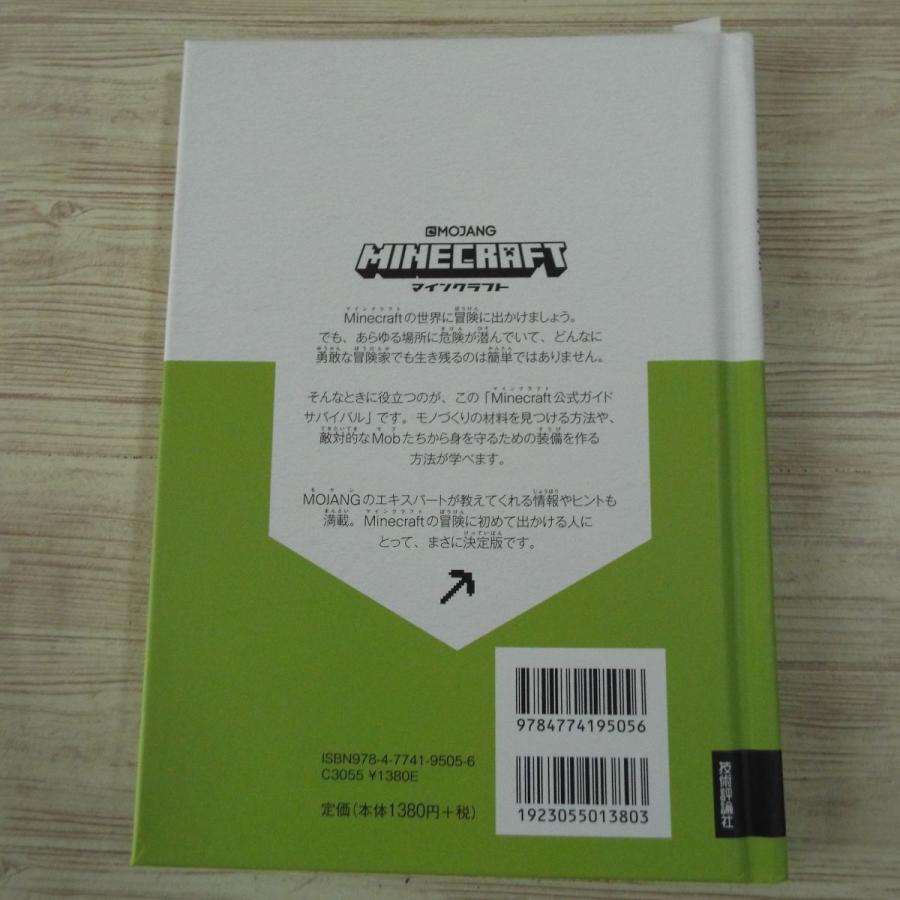 MOJANG
MINECRAFT
マインクラフト
Minecraftの世界に冒険に出かけましょう。
でも、あらゆる場所に危険が潜んでいて、どんなに
勇敢な冒険家でも生き残るのは簡単ではありません。
そんなときに役立つのが、この「Minecraft公式ガイド
サバイバル」です。モノづくりの材料を見つける方法や、
敵対的なMobたちから身を守るための装備を作る
方法が学べます。
MOJANGのエキスパートが教えてくれる情報やヒントも
満載。Minecraftの冒険に初めて出かける人に
とって、まさに決定版です。
9784774195056
ISBN978-4-7741-9505-6
C3055 ¥1380E
定価(本体1380円+税)
1923055013803
技術評論社